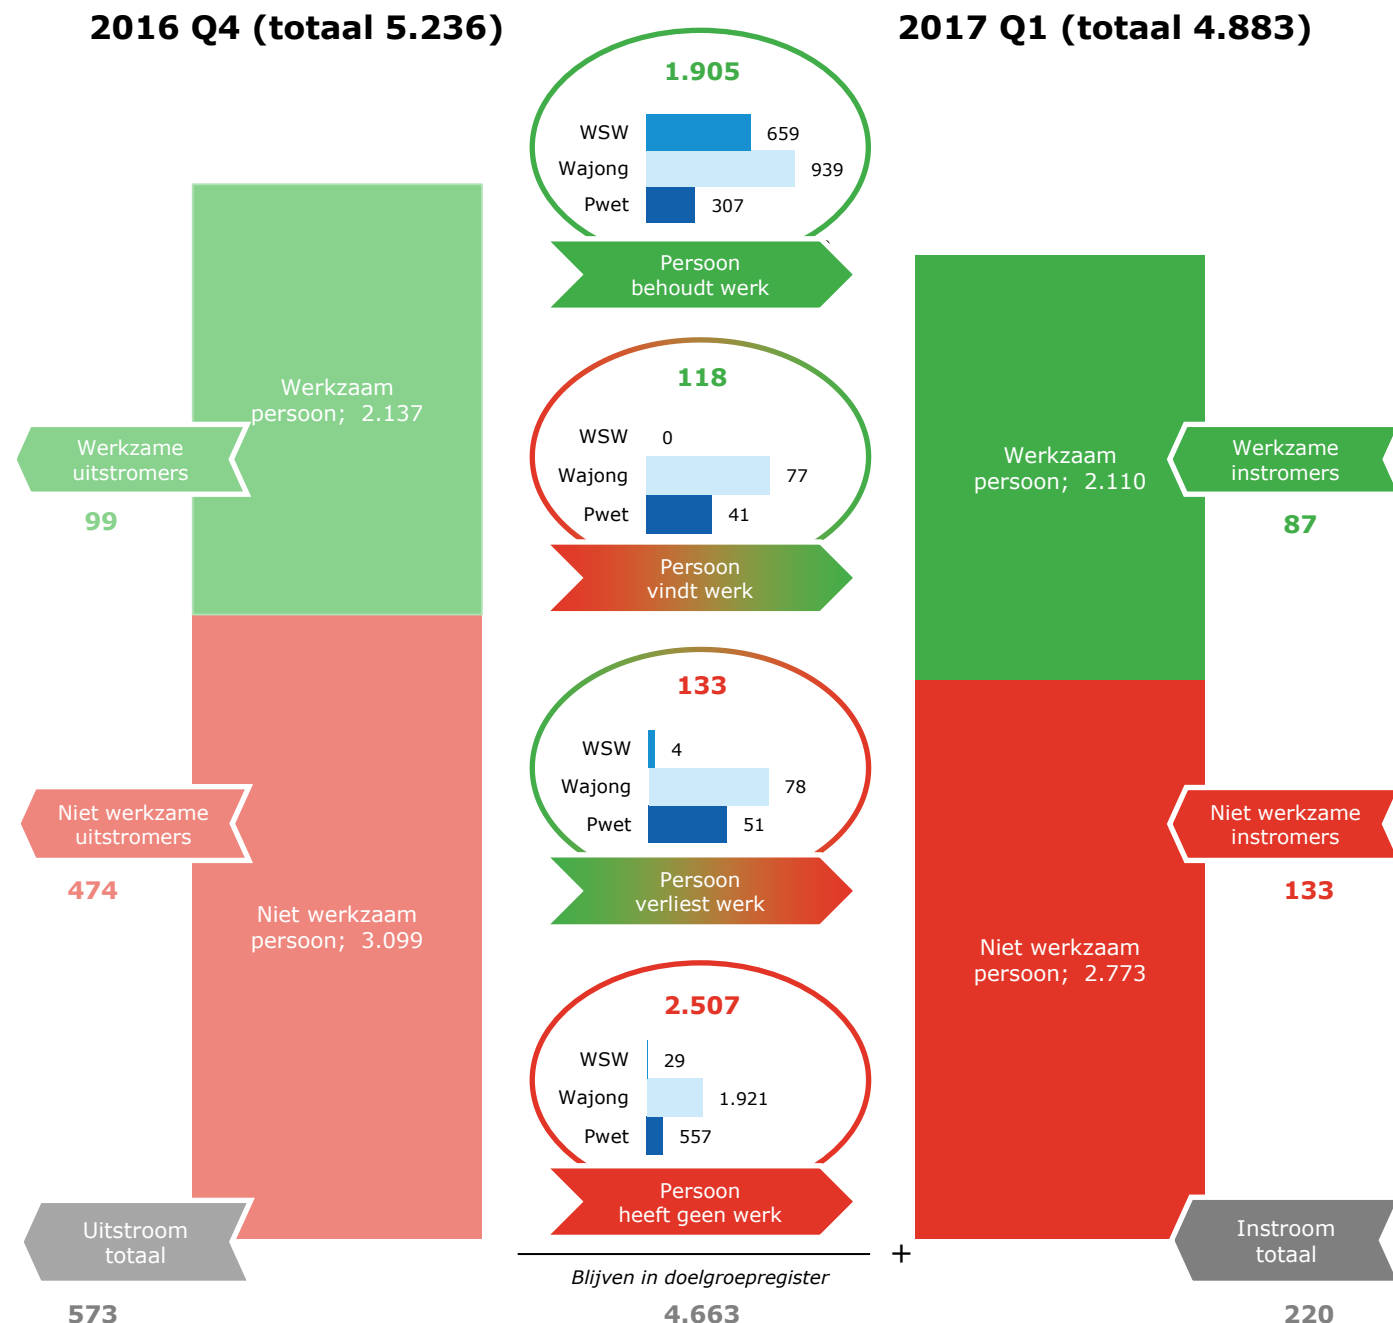 2016 Q4 (totaal 5.236)
2017 Q1 (totaal 4.883)
1.905
WSW 659
Wajong 939
Pwet 307
`
Persoon
behoudt werk
Werkzaam
persoon; 2.137
Werkzame
uitstromers
99
118
WSW 0
Wajong 77
Pwet 41
Persoon
vindt werk
Werkzaam
persoon; 2.110
Werkzame
instromers
87
133
WSW 4
Wajong 78
Pwet 51
Persoon
verliest werk
Niet werkzame
uitstromers
474
Niet werkzaam
persoon; 3.099
Niet werkzame
instromers
133
Niet werkzaam
persoon; 2.773
2.507
WSW 29
Wajong 1.921
Pwet 557
Persoon
heeft geen werk
Uitstroom
totaal
573
+
Blijven in doelgroepregister
4.663
Instroom
totaal
220